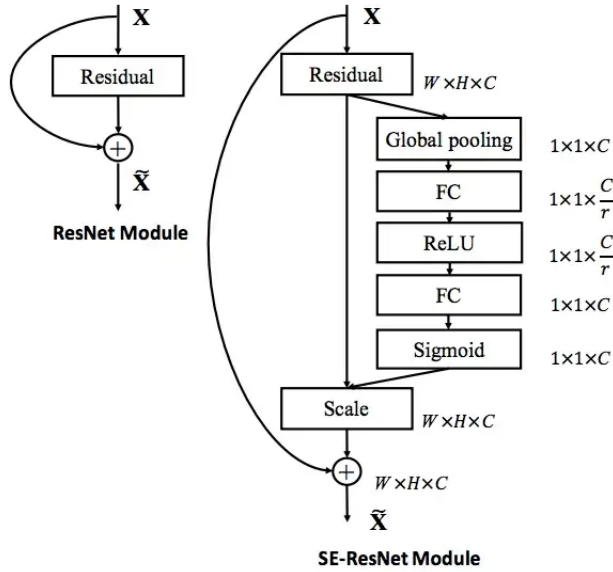 X
Residual
+
X̃
ResNet Module
X
Residual
W×H×C
Global pooling
1×1×C
FC
1×1×C/r
ReLU
1×1×C/r
FC
1×1×C
Sigmoid
1×1×C
Scale
W×H×C
+
W×H×C
X̃
SE-ResNet Module